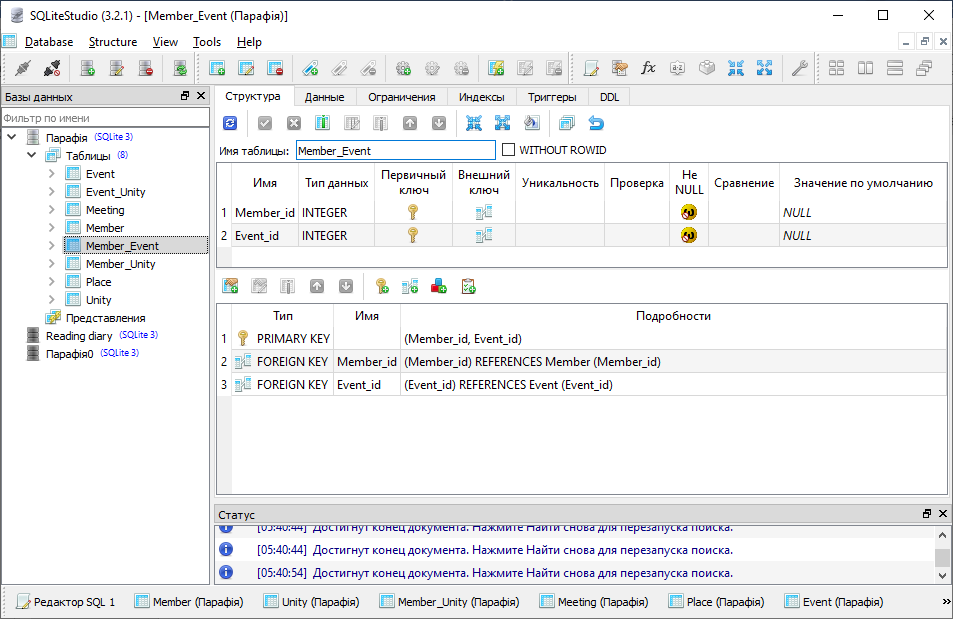 SQLiteStudio (3.2.1) - [Member_Event (Парафія)]
Database Structure View Tools Help
Базы данных
Фильтр по имени
Парафія (SQLite 3)
Таблицы (8)
Event
Event_Unity
Meeting
Member
Member_Event
Member_Unity
Place
Unity
Представления
Reading diary (SQLite 3)
Парафія0 (SQLite 3)
Структура Данные Ограничения Индексы Триггеры DDL
Имя таблицы: Member_Event WITHOUT ROWID
Имя Тип данных Первичный ключ Внешний ключ Уникальность Проверка Не NULL Сравнение Значение по умолчанию
1 Member_id INTEGER NULL
2 Event_id INTEGER NULL
Тип Имя Подробности
1 PRIMARY KEY (Member_id, Event_id)
2 FOREIGN KEY Member_id (Member_id) REFERENCES Member (Member_id)
3 FOREIGN KEY Event_id (Event_id) REFERENCES Event (Event_id)
Статус
[05:40:44] Достигнут конец документа. Нажмите Найти снова для перезапуска поиска.
[05:40:44] Достигнут конец документа. Нажмите Найти снова для перезапуска поиска.
[05:40:54] Достигнут конец документа. Нажмите Найти снова для перезапуска поиска.
Редактор SQL 1 Member (Парафія) Unity (Парафія) Member_Unity (Парафія) Meeting (Парафія) Place (Парафія) Event (Парафія) »